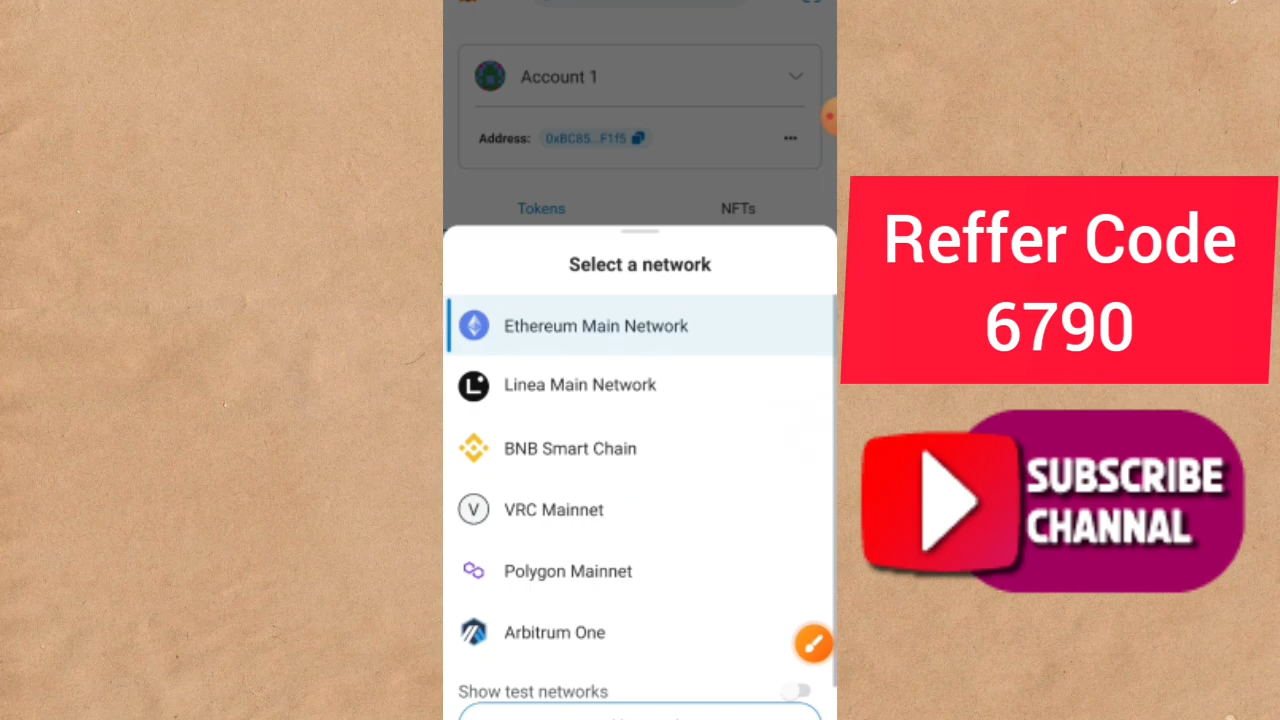 Account 1
Address: 0xBC85...F1f5
Tokens NFTs
Select a network
Ethereum Main Network
Linea Main Network
BNB Smart Chain
V VRC Mainnet
Polygon Mainnet
Arbitrum One
Show test networks
Reffer Code
6790
SUBSCRIBE
CHANNAL